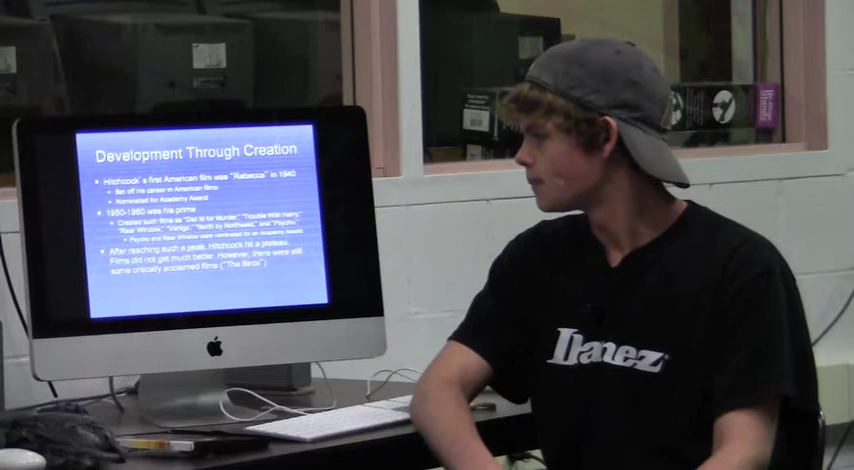 Development Through Creation
Hitchcock's first American film was "Rebecca" in 1940
Set off his career in American films
Nominated for Academy Award
1950-1960 was his prime
Created such films as "Dial M for Murder," "Trouble With Harry,"
"Rear Window," "Vertigo," "North by Northwest," and "Psycho."
Psycho and Rear Window were nominated for an Academy Award
After reaching such a peak, Hitchcock hit a plateau.
Films did not get much better. However, there were still
some critically acclaimed films ("The Birds")
Ibanez